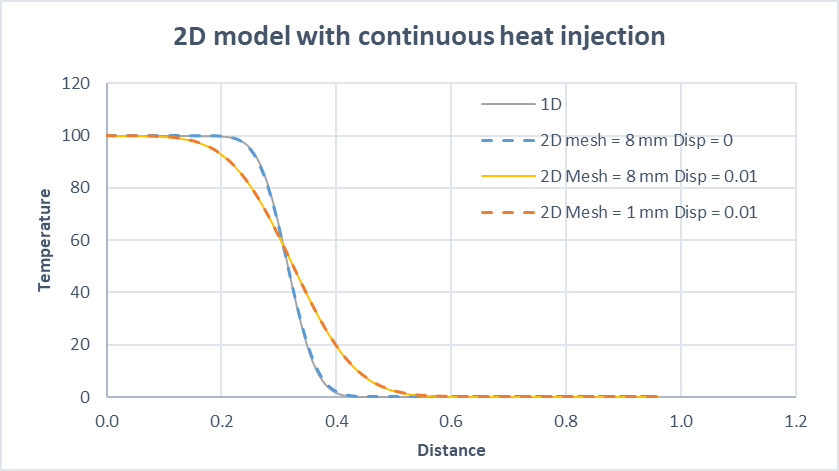 2D model with continuous heat injection
120
100
80
60
40
20
0
Temperature
1D
2D mesh = 8 mm Disp = 0
2D Mesh = 8 mm Disp = 0.01
2D Mesh = 1 mm Disp = 0.01
0.0 0.2 0.4 0.6 0.8 1.0 1.2
Distance